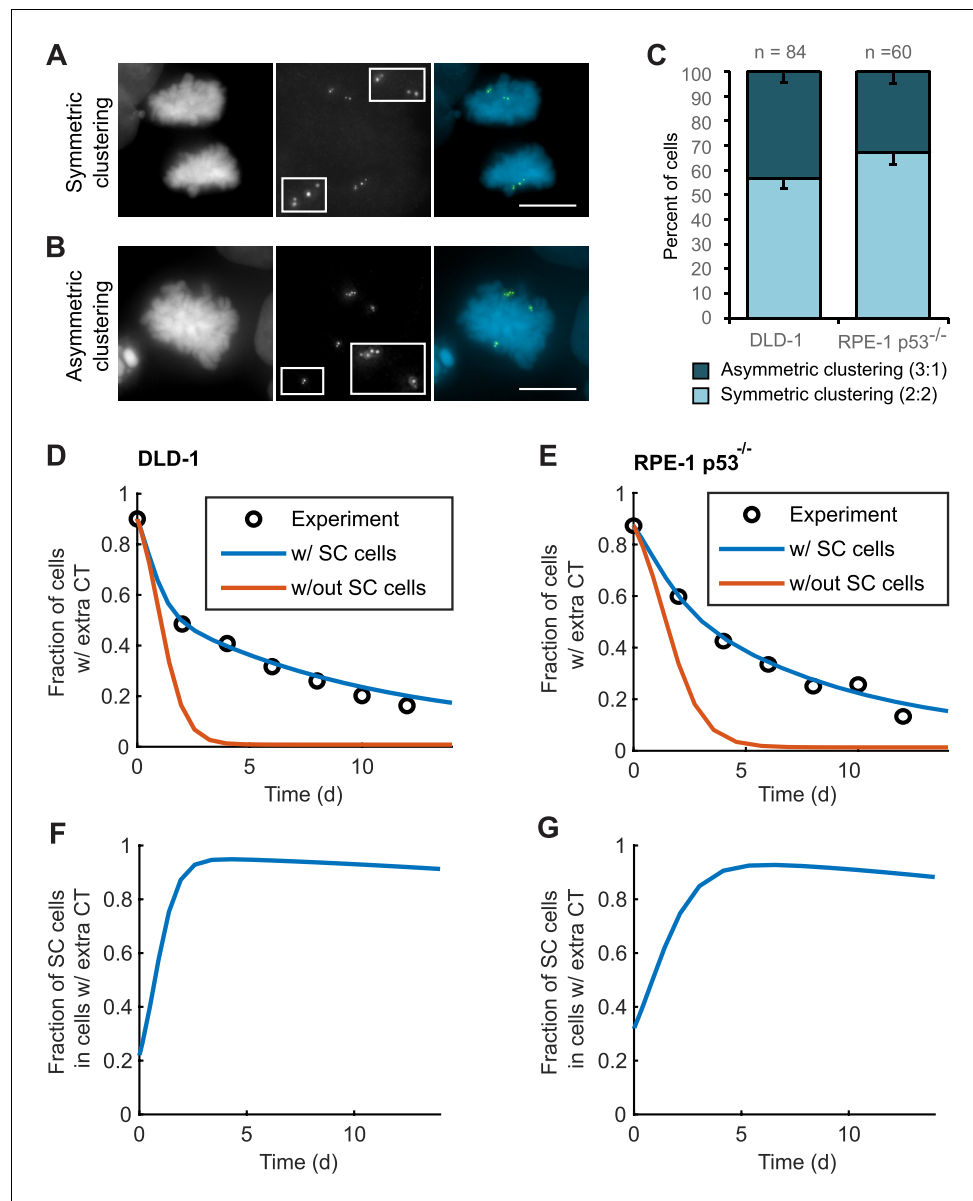 A
Symmetric
clustering
B
Asymmetric
clustering
C
n = 84
n =60
Percent of cells
100
90
80
70
60
50
40
30
20
10
0
DLD-1
RPE-1 p53-/-
Asymmetric clustering (3:1)
Symmetric clustering (2:2)
D
DLD-1
Fraction of cells
w/ extra CT
1
0.8
0.6
0.4
0.2
0
Experiment
w/ SC cells
w/out SC cells
0
5
10
Time (d)
E
RPE-1 p53-/-
Fraction of cells
w/ extra CT
1
0.8
0.6
0.4
0.2
0
Experiment
w/ SC cells
w/out SC cells
0
5
10
Time (d)
F
Fraction of SC cells
in cells w/ extra CT
1
0.8
0.6
0.4
0.2
0
0
5
10
Time (d)
G
Fraction of SC cells
in cells w/ extra CT
1
0.8
0.6
0.4
0.2
0
0
5
10
Time (d)